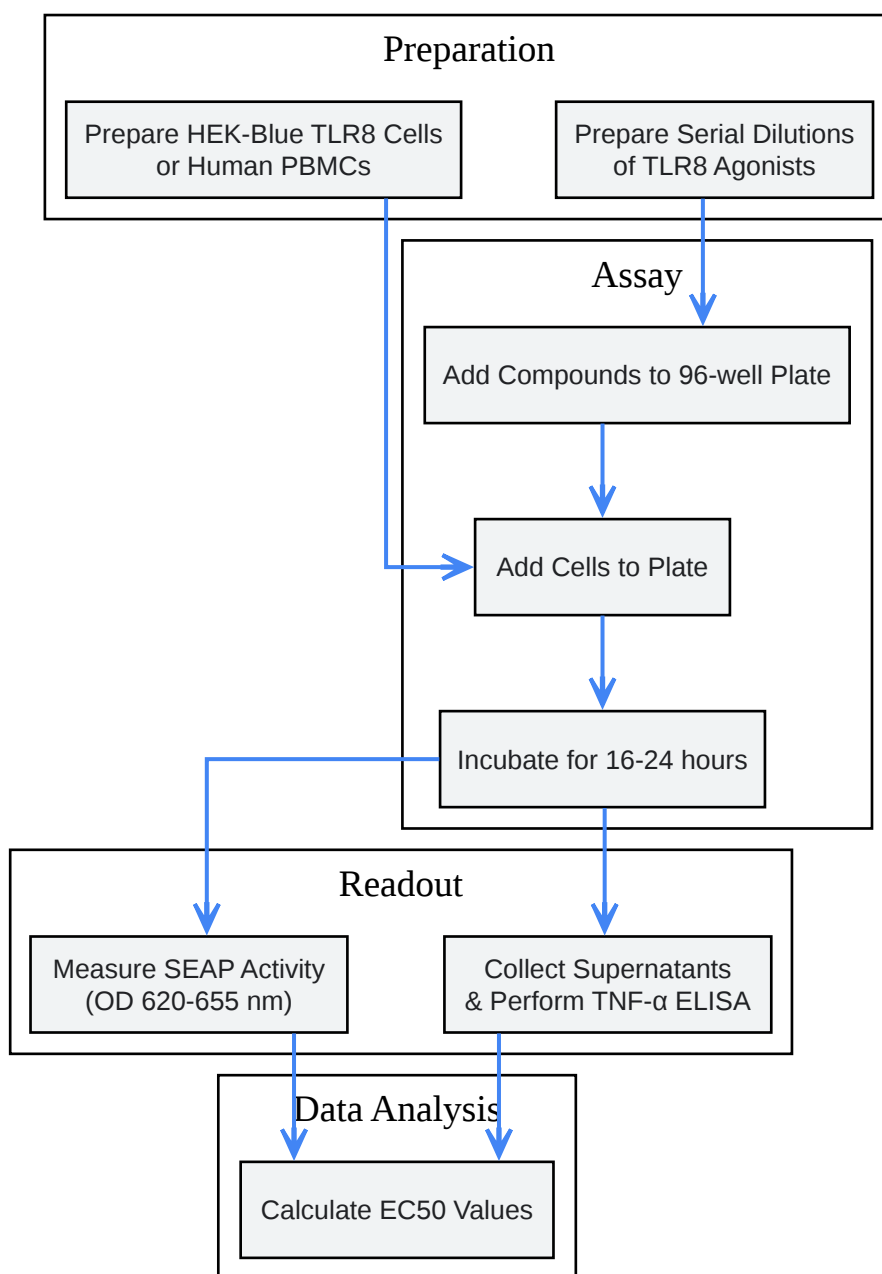 Preparation
Prepare HEK-Blue TLR8 Cells
or Human PBMCs
Prepare Serial Dilutions
of TLR8 Agonists
Assay
Add Compounds to 96-well Plate
Add Cells to Plate
Incubate for 16-24 hours
Readout
Measure SEAP Activity
(OD 620-655 nm)
Collect Supernatants
& Perform TNF-α ELISA
Data Analysis
Calculate EC50 Values